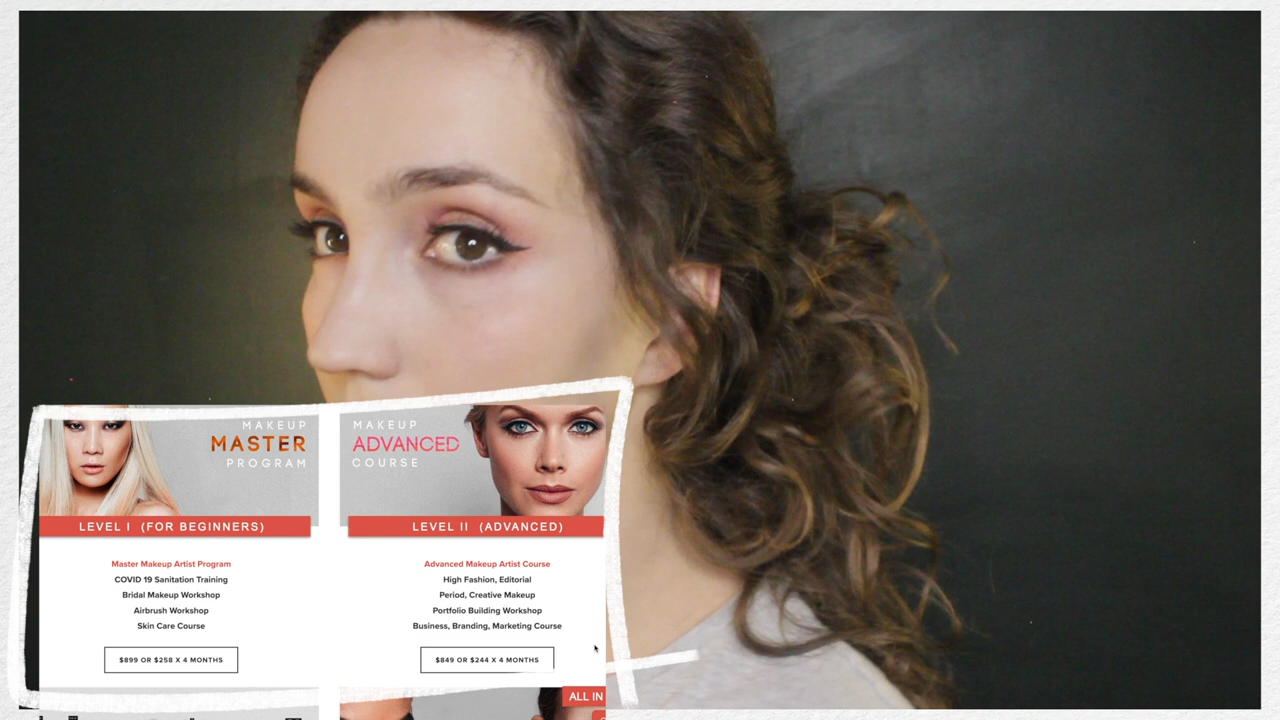 MAKEUP
MASTER
PROGRAM
LEVEL I (FOR BEGINNERS)
Master Makeup Artist Program
COVID 19 Sanitation Training
Bridal Makeup Workshop
Airbrush Workshop
Skin Care Course
$899 OR $258 X 4 MONTHS
MAKEUP
ADVANCED
COURSE
LEVEL II (ADVANCED)
Advanced Makeup Artist Course
High Fashion, Editorial
Period, Creative Makeup
Portfolio Building Workshop
Business, Branding, Marketing Course
$849 OR $244 X 4 MONTHS
ALL IN